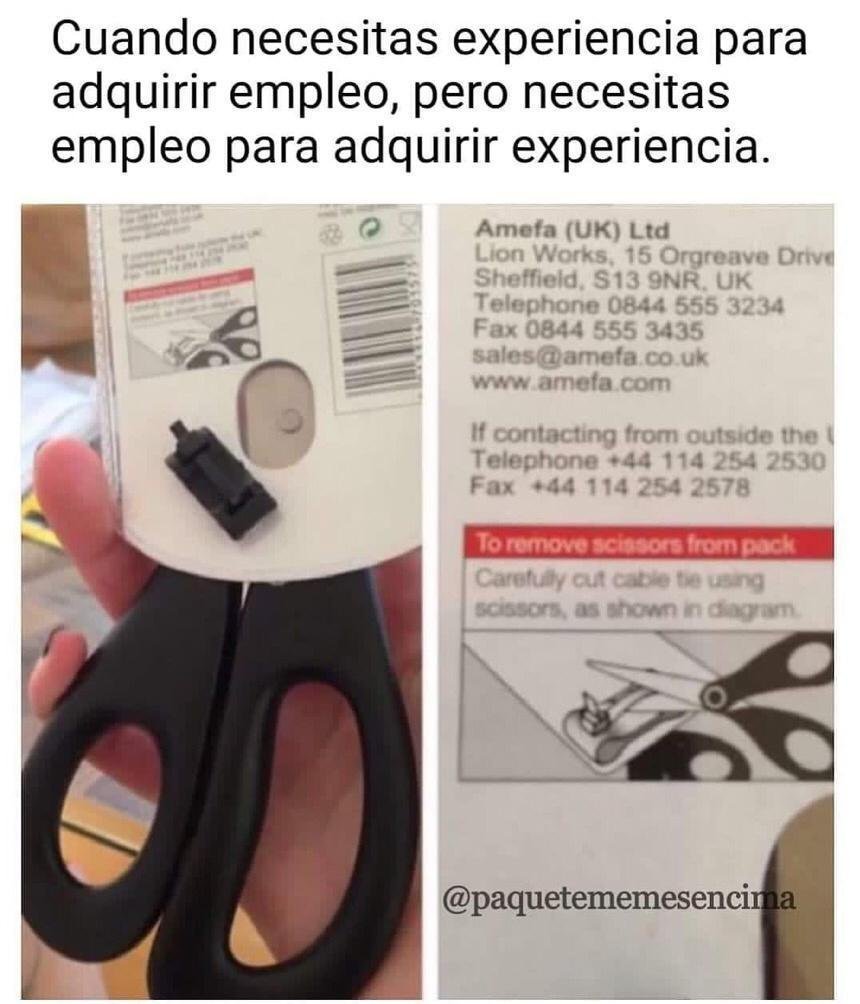 Cuando necesitas experiencia para
adquirir empleo, pero necesitas
empleo para adquirir experiencia.
Amefa (UK) Ltd
Lion Works, 15 Orgreave Drive
Sheffield, S13 9NR, UK
Telephone 0844 555 3234
Fax 0844 555 3435
sales@amefa.co.uk
www.amefa.com
If contacting from outside the
Telephone +44 114 254 2530
Fax +44 114 254 2578
To remove scissors from pack
Carefully cut cable tie using
scissors, as shown in diagram.
@paquetememesencima